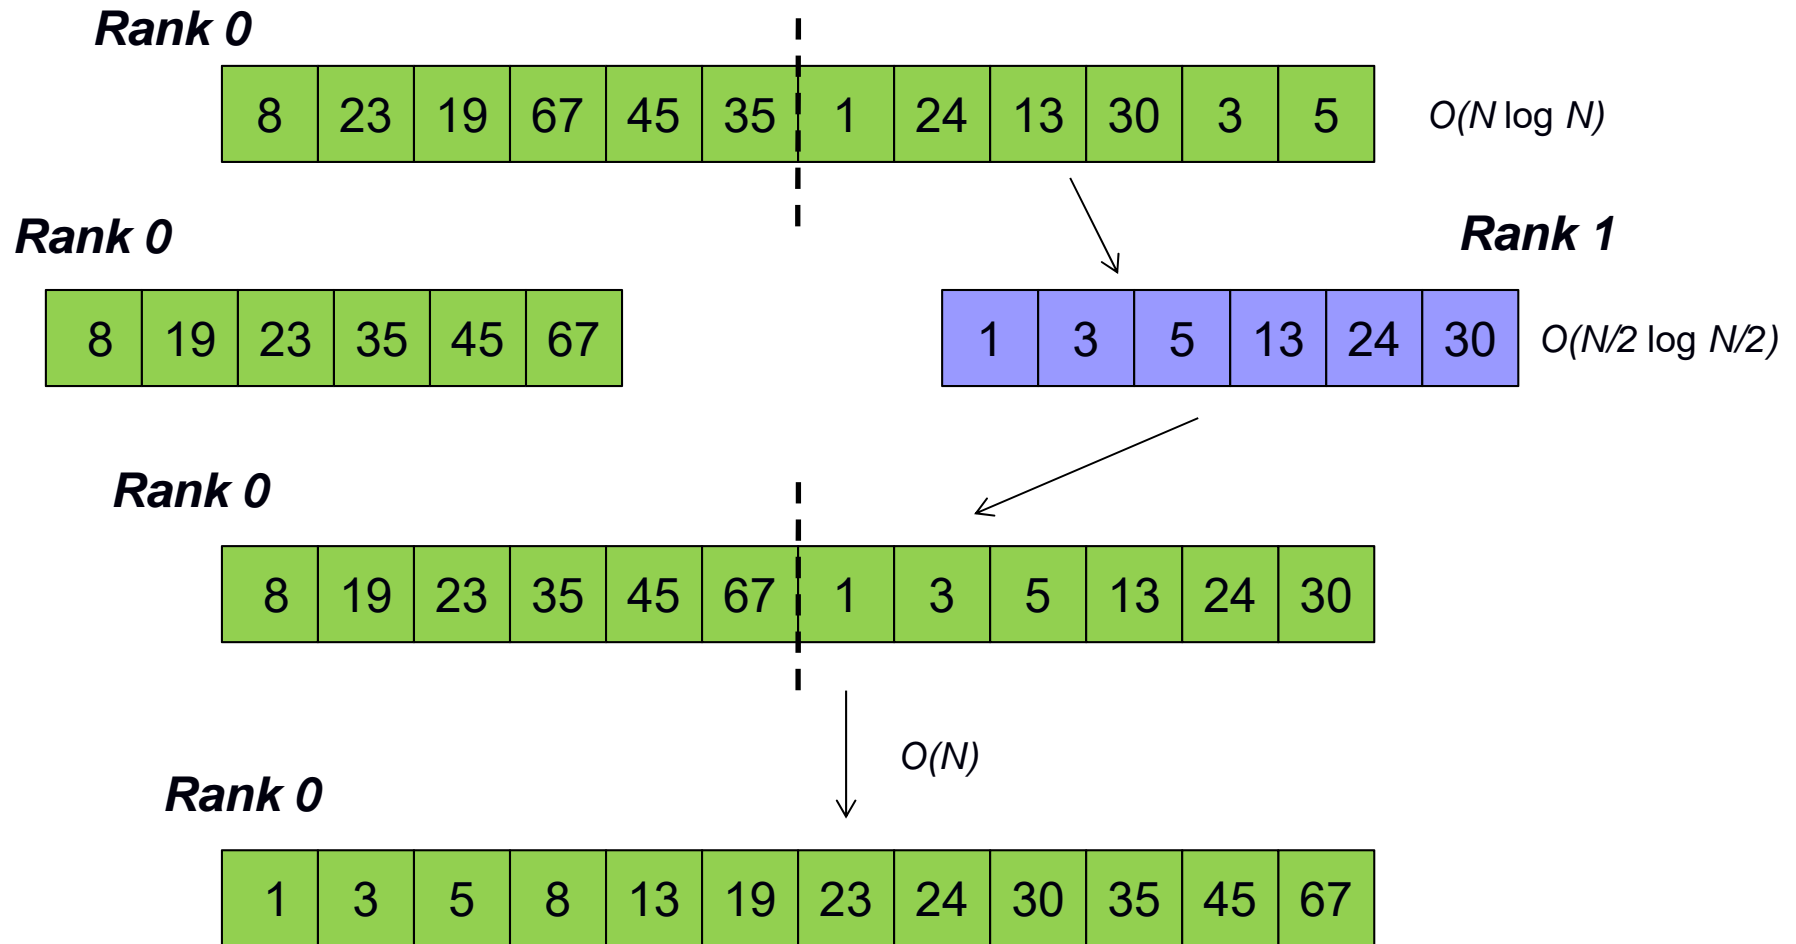 Rank 0
8 23 19 67 45 35 1 24 13 30 3 5 O(N log N)
Rank 0 Rank 1
8 19 23 35 45 67 1 3 5 13 24 30 O(N/2 log N/2)
Rank 0
8 19 23 35 45 67 1 3 5 13 24 30
O(N)
Rank 0
1 3 5 8 13 19 23 24 30 35 45 67